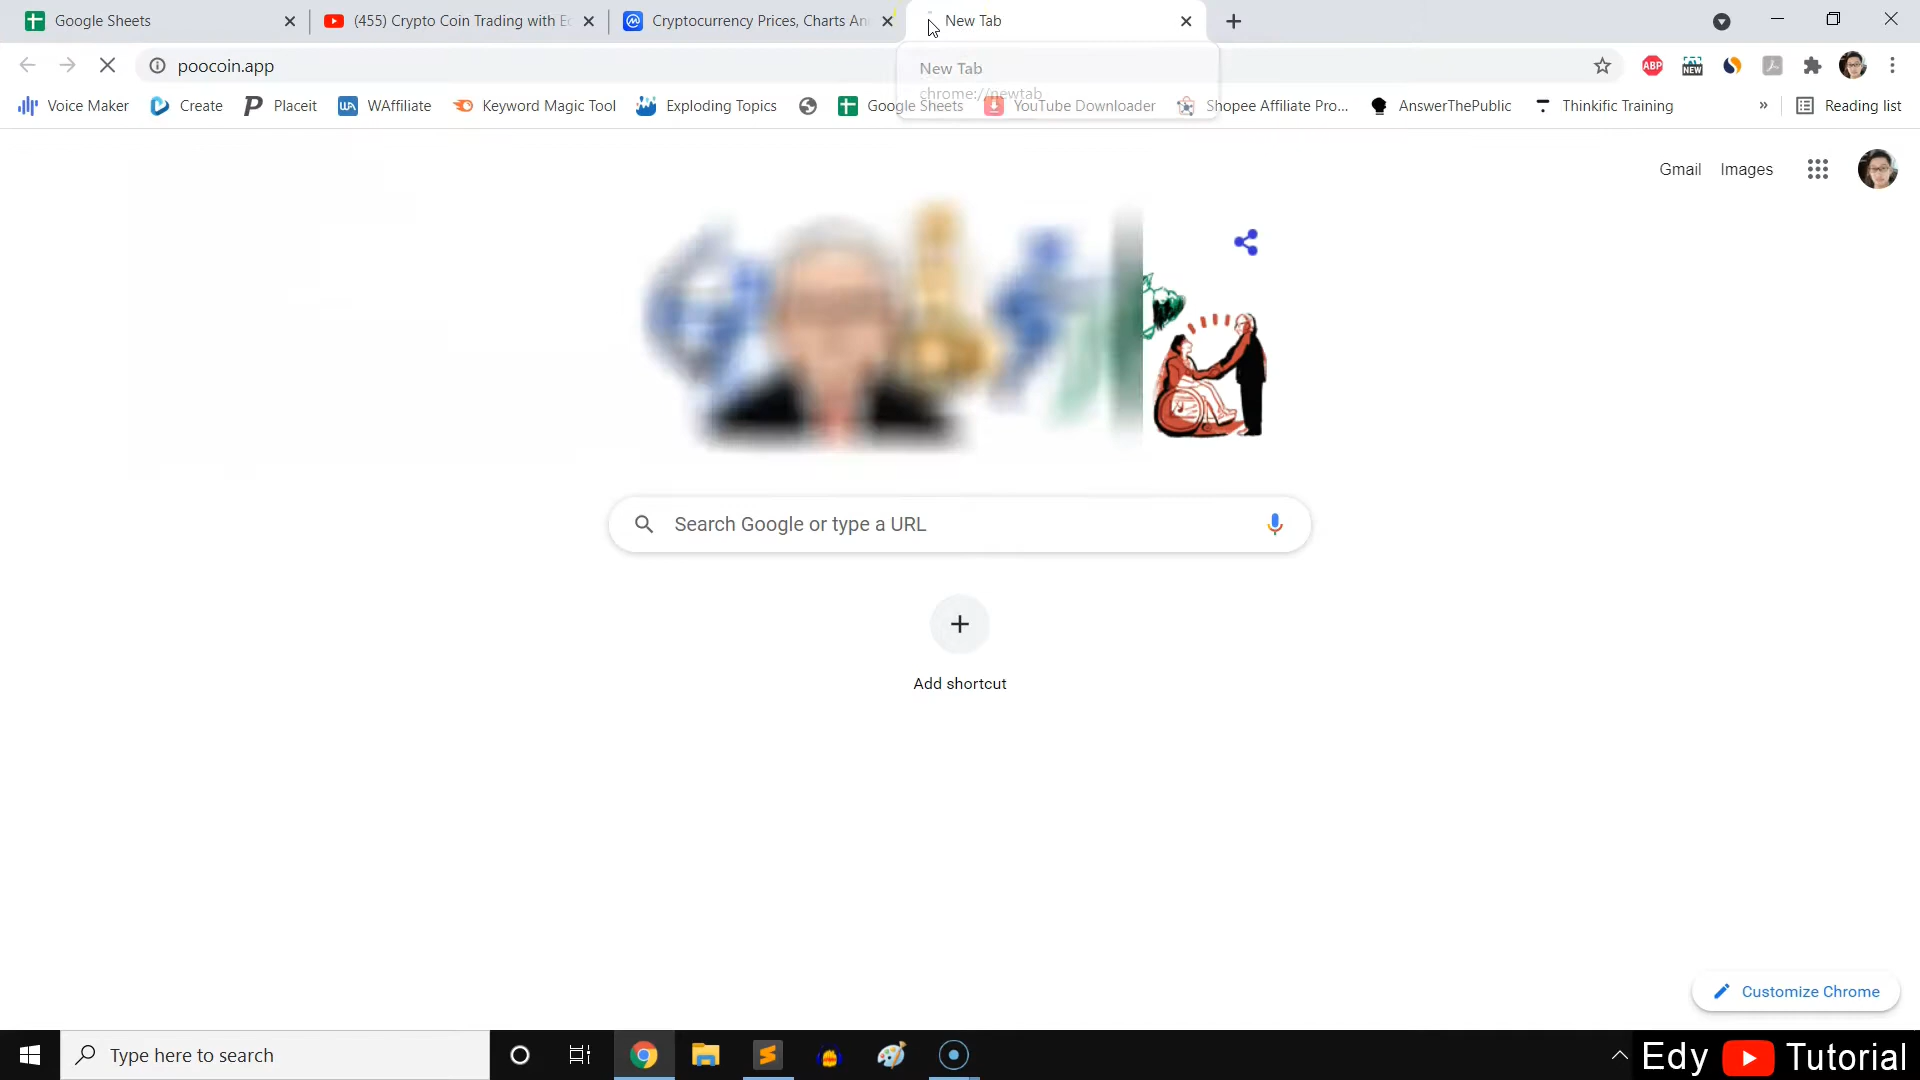 Google Sheets
(455) Crypto Coin Trading with E
Cryptocurrency Prices, Charts An
New Tab
poocoin.app
New Tab
chrome://newtab
ABP
NEW
Voice Maker
Create
Placeit
WAffiliate
Keyword Magic Tool
Exploding Topics
Google Sheets
YouTube Downloader
Shopee Affiliate Pro...
AnswerThePublic
Thinkific Training
»
Reading list
Gmail
Images
Search Google or type a URL
Add shortcut
Customize Chrome
Type here to search
Edy Tutorial